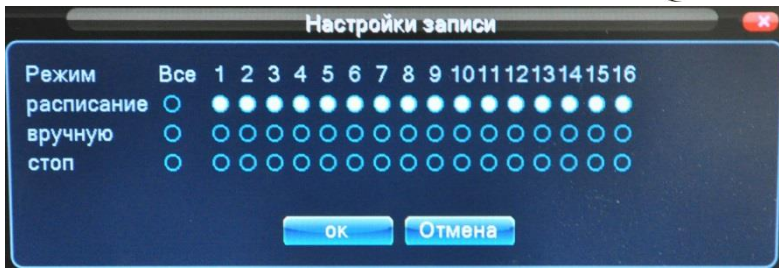 Настройки записи
Режим Все 1 2 3 4 5 6 7 8 9 10 11 12 13 14 15 16
расписание
вручную
стоп
ок Отмена